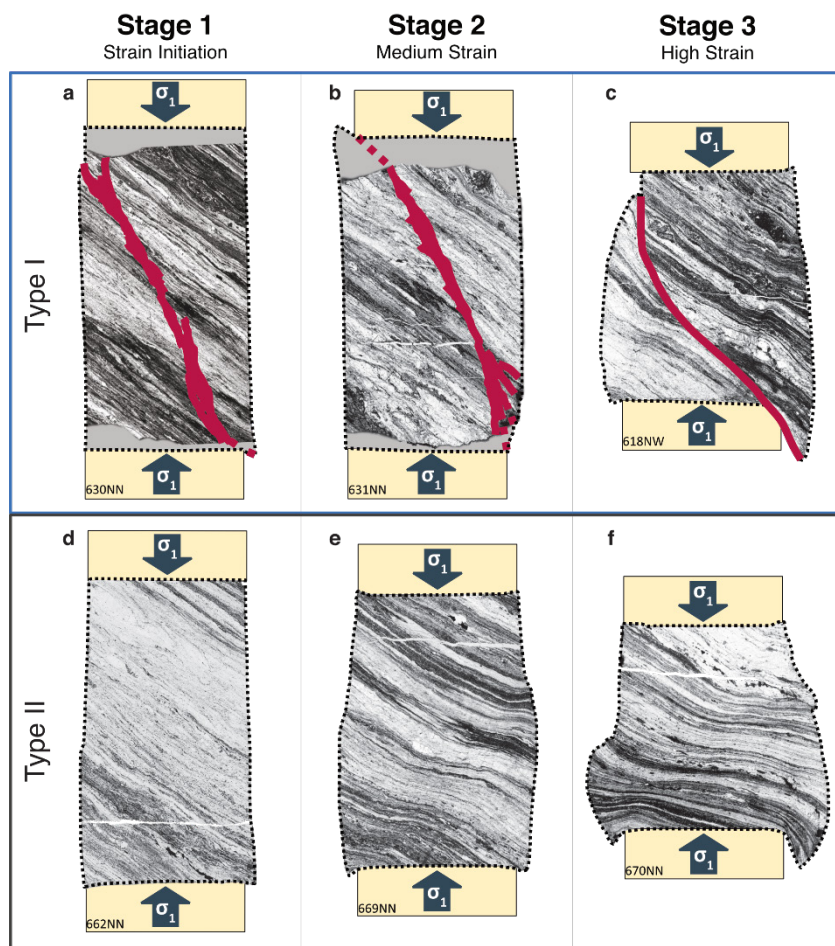 Stage 1
Strain Initiation
Stage 2
Medium Strain
Stage 3
High Strain
Type I
a
σ1
σ1
630NN
b
σ1
σ1
631NN
c
σ1
σ1
618NW
Type II
d
σ1
σ1
662NN
e
σ1
σ1
669NN
f
σ1
σ1
670NN